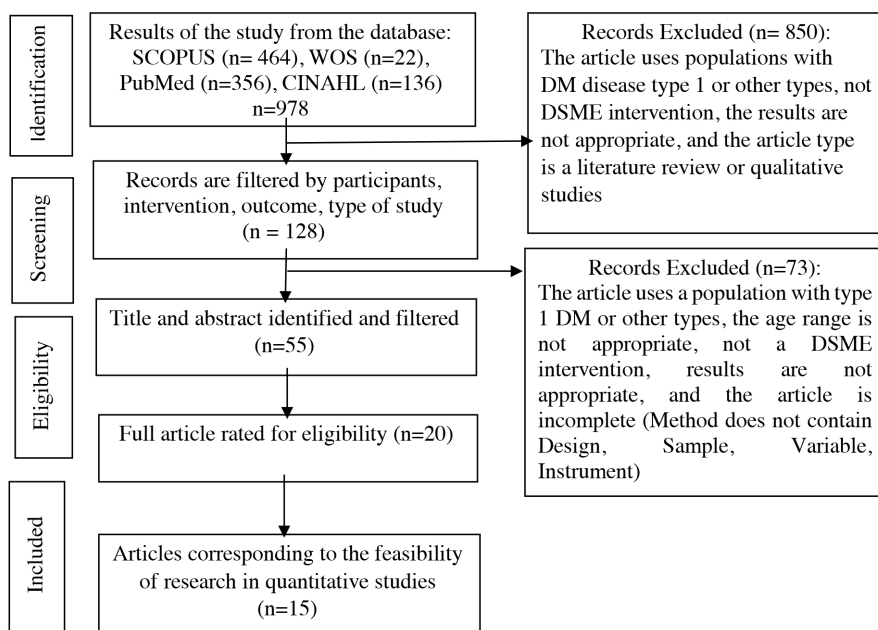 Identification
Results of the study from the database:
SCOPUS (n= 464), WOS (n=22),
PubMed (n=356), CINAHL (n=136)
n=978
Records Excluded (n= 850):
The article uses populations with
DM disease type 1 or other types, not
DSME intervention, the results are
not appropriate, and the article type
is a literature review or qualitative
studies
Screening
Records are filtered by participants,
intervention, outcome, type of study
(n = 128)
Records Excluded (n=73):
The article uses a population with type
1 DM or other types, the age range is
not appropriate, not a DSME
intervention, results are not
appropriate, and the article is
incomplete (Method does not contain
Design, Sample, Variable,
Instrument)
Title and abstract identified and filtered
(n=55)
Eligibility
Full article rated for eligibility (n=20)
Included
Articles corresponding to the feasibility
of research in quantitative studies
(n=15)